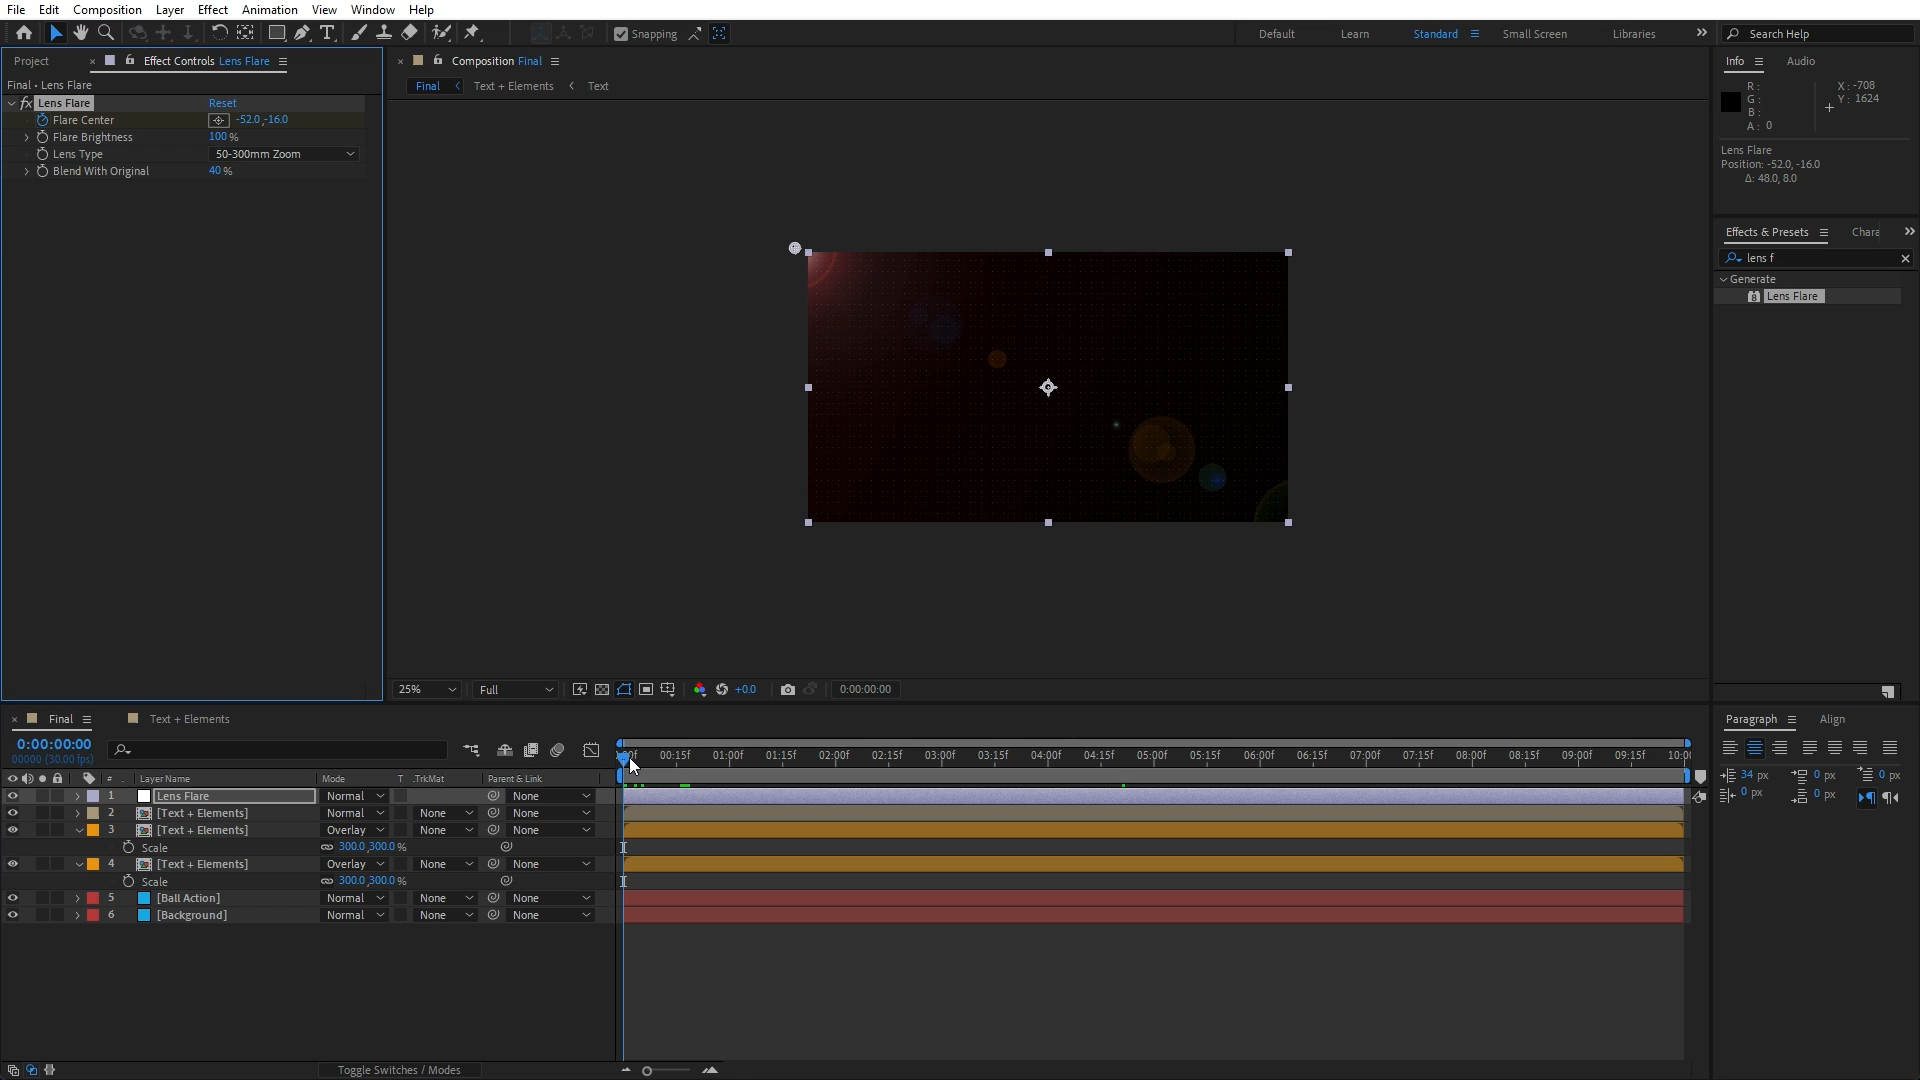 File Edit Composition Layer Effect Animation View Window Help
Snapping Default Learn Standard Small Screen Libraries Search Help
Project Effect Controls Lens Flare
Final • Lens Flare
fx Lens Flare Reset
Flare Center -52.0,-16.0
Flare Brightness 100 %
Lens Type 50-300mm Zoom
Blend With Original 40 %
Composition Final
Final Text + Elements Text
Info Audio
R: X: -708
G: Y: 1624
B:
A: 0
Lens Flare
Position: -52.0, -16.0
Δ: 48.0, 8.0
Effects & Presets Chara
lens f
Generate
Lens Flare
25% Full +0.0 0:00:00:00
Final Text + Elements
0:00:00:00
00000 (30.00 fps)
00f 00:15f 01:00f 01:15f 02:00f 02:15f 03:00f 03:15f 04:00f 04:15f 05:00f 05:15f 06:00f 06:15f 07:00f 07:15f 08:00f 08:15f 09:00f 09:15f 10:0
# Layer Name Mode T .TrkMat Parent & Link
1 Lens Flare Normal None
2 [Text + Elements] Normal None None
3 [Text + Elements] Overlay None None
Scale 300.0,300.0 %
4 [Text + Elements] Overlay None None
Scale 300.0,300.0 %
5 [Ball Action] Normal None None
6 [Background] Normal None None
Toggle Switches / Modes
Paragraph Align
34 px 0 px 0 px
0 px 0 px